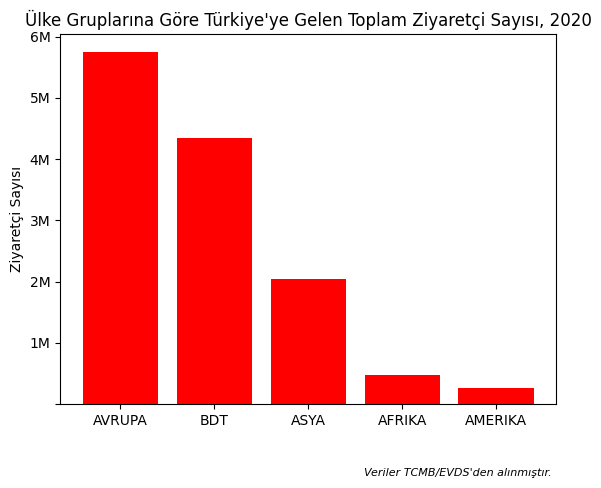 Ülke Gruplarına Göre Türkiye'ye Gelen Toplam Ziyaretçi Sayısı, 2020
6M
5M
4M
3M
2M
1M
Ziyaretçi Sayısı
AVRUPA BDT ASYA AFRIKA AMERIKA
Veriler TCMB/EVDS'den alınmıştır.